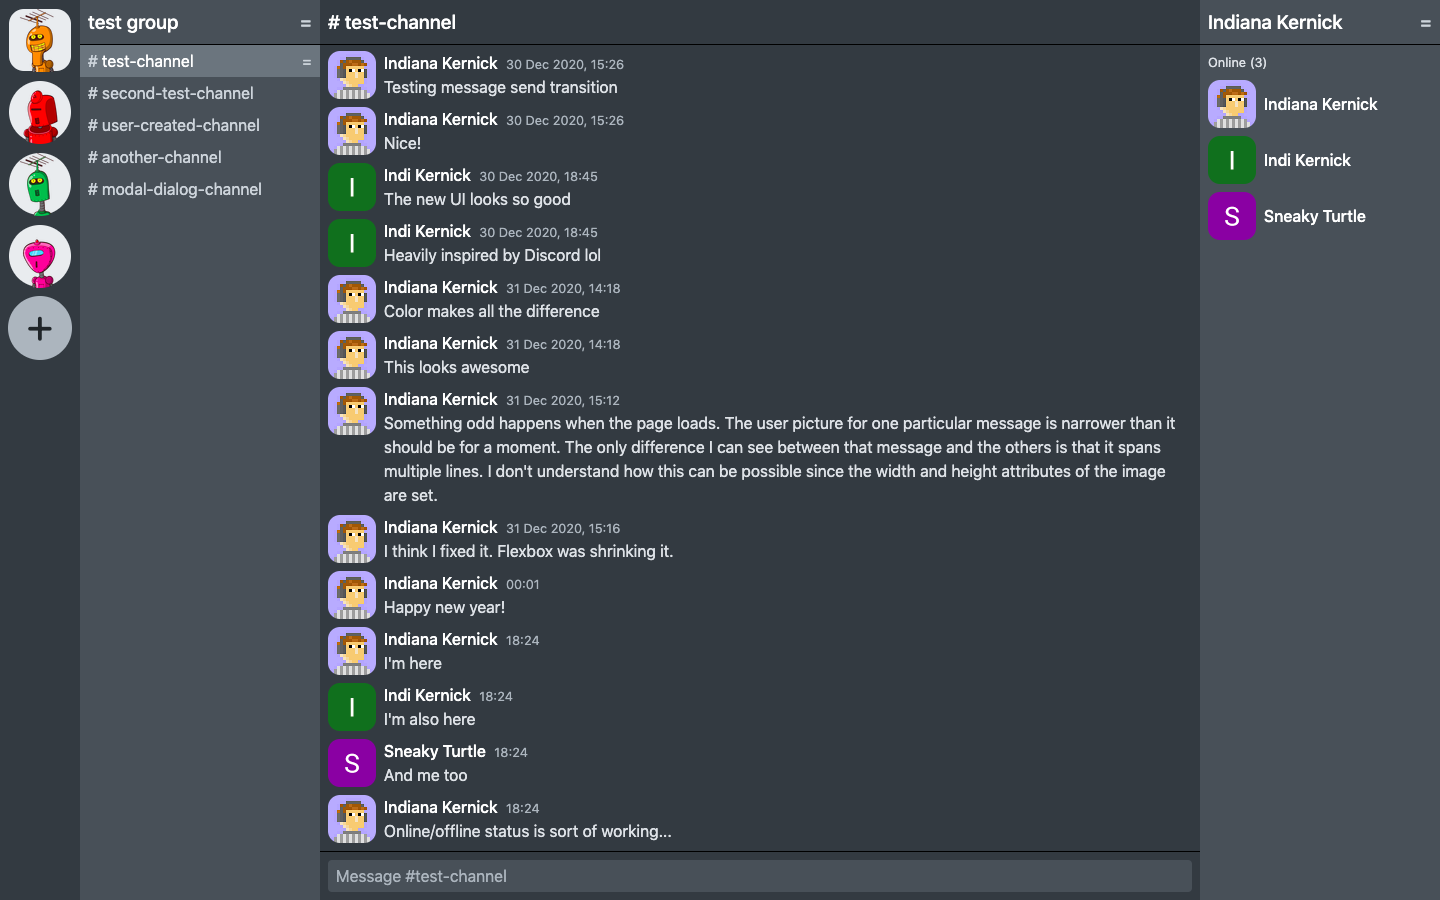 test group
# test-channel
# second-test-channel
# user-created-channel
# another-channel
# modal-dialog-channel
# test-channel
Indiana Kernick 30 Dec 2020, 15:26
Testing message send transition
Indiana Kernick 30 Dec 2020, 15:26
Nice!
I
Indi Kernick 30 Dec 2020, 18:45
The new UI looks so good
I
Indi Kernick 30 Dec 2020, 18:45
Heavily inspired by Discord lol
Indiana Kernick 31 Dec 2020, 14:18
Color makes all the difference
Indiana Kernick 31 Dec 2020, 14:18
This looks awesome
Indiana Kernick 31 Dec 2020, 15:12
Something odd happens when the page loads. The user picture for one particular message is narrower than it
should be for a moment. The only difference I can see between that message and the others is that it spans
multiple lines. I don't understand how this can be possible since the width and height attributes of the image
are set.
Indiana Kernick 31 Dec 2020, 15:16
I think I fixed it. Flexbox was shrinking it.
Indiana Kernick 00:01
Happy new year!
Indiana Kernick 18:24
I'm here
I
Indi Kernick 18:24
I'm also here
S
Sneaky Turtle 18:24
And me too
Indiana Kernick 18:24
Online/offline status is sort of working...
Message #test-channel
Indiana Kernick
Online (3)
Indiana Kernick
I
Indi Kernick
S
Sneaky Turtle